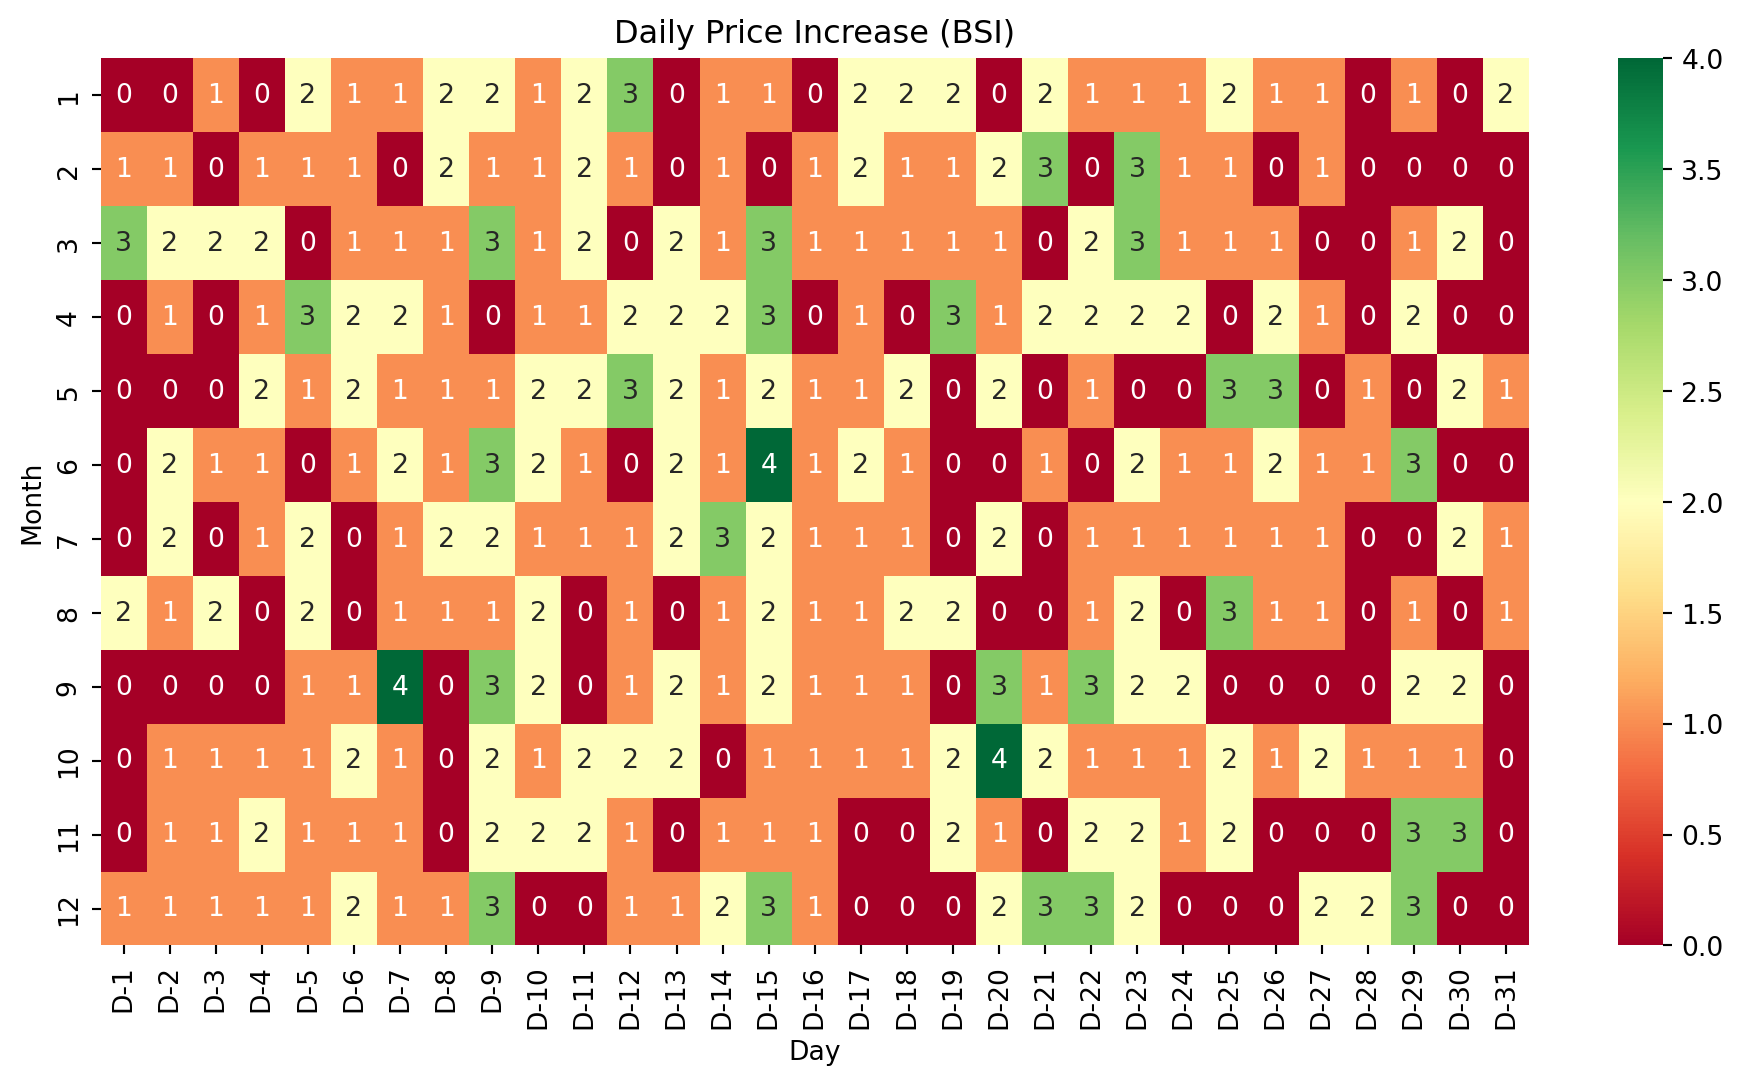 Daily Price Increase (BSI)
1 0 0 1 0 2 1 1 2 2 1 2 3 0 1 1 0 2 2 2 0 2 1 1 1 2 1 1 0 1 0 2
2 1 1 0 1 1 1 0 2 1 1 2 1 0 1 0 1 2 1 1 2 3 0 3 1 1 0 1 0 0 0 0
3 3 2 2 2 0 1 1 1 3 1 2 0 2 1 3 1 1 1 1 1 0 2 3 1 1 1 0 0 1 2 0
4 0 1 0 1 3 2 2 1 0 1 1 2 2 2 3 0 1 0 3 1 2 2 2 2 0 2 1 0 2 0 0
5 0 0 0 2 1 2 1 1 1 2 2 3 2 1 2 1 1 2 0 2 0 1 0 0 3 3 0 1 0 2 1
6 0 2 1 1 0 1 2 1 3 2 1 0 2 1 4 1 2 1 0 0 1 0 2 1 1 2 1 1 3 0 0
7 0 2 0 1 2 0 1 2 2 1 1 1 2 3 2 1 1 1 0 2 0 1 1 1 1 1 1 0 0 2 1
8 2 1 2 0 2 0 1 1 1 2 0 1 0 1 2 1 1 2 2 0 0 1 2 0 3 1 1 0 1 0 1
9 0 0 0 0 1 1 4 0 3 2 0 1 2 1 2 1 1 1 0 3 1 3 2 2 0 0 0 0 2 2 0
10 0 1 1 1 1 2 1 0 2 1 2 2 2 0 1 1 1 1 2 4 2 1 1 1 2 1 2 1 1 1 0
11 0 1 1 2 1 1 1 0 2 2 2 1 0 1 1 1 0 0 2 1 0 2 2 1 2 0 0 0 3 3 0
12 1 1 1 1 1 2 1 1 3 0 0 1 1 2 3 1 0 0 0 2 3 3 2 0 0 0 2 2 3 0 0
Month
D-1 D-2 D-3 D-4 D-5 D-6 D-7 D-8 D-9 D-10 D-11 D-12 D-13 D-14 D-15 D-16 D-17 D-18 D-19 D-20 D-21 D-22 D-23 D-24 D-25 D-26 D-27 D-28 D-29 D-30 D-31
Day
4.0
3.5
3.0
2.5
2.0
1.5
1.0
0.5
0.0